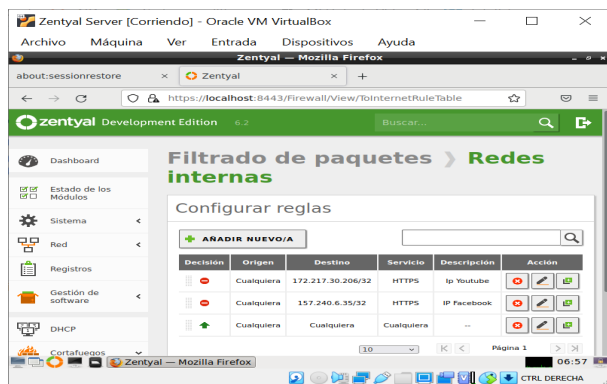 Zentyal Server [Corriendo] - Oracle VM VirtualBox
Archivo Máquina Ver Entrada Dispositivos Ayuda
Zentyal — Mozilla Firefox
about:sessionrestore × Zentyal × +
https://localhost:8443/Firewall/View/ToInternetRuleTable
zentyal Development Edition 6.2 Buscar...
Dashboard
Estado de los
Módulos
Sistema
Red
Registros
Gestión de
software
DHCP
Cortafuegos
Filtrado de paquetes ❯ Redes
internas
Configurar reglas
AÑADIR NUEVO/A
Decisión Origen Destino Servicio Descripción Acción
Cualquiera 172.217.30.206/32 HTTPS Ip Youtube
Cualquiera 157.240.6.35/32 HTTPS IP Facebook
Cualquiera Cualquiera Cualquiera --
10 Página 1
Zentyal — Mozilla Firefox 06:57
CTRL DERECHA